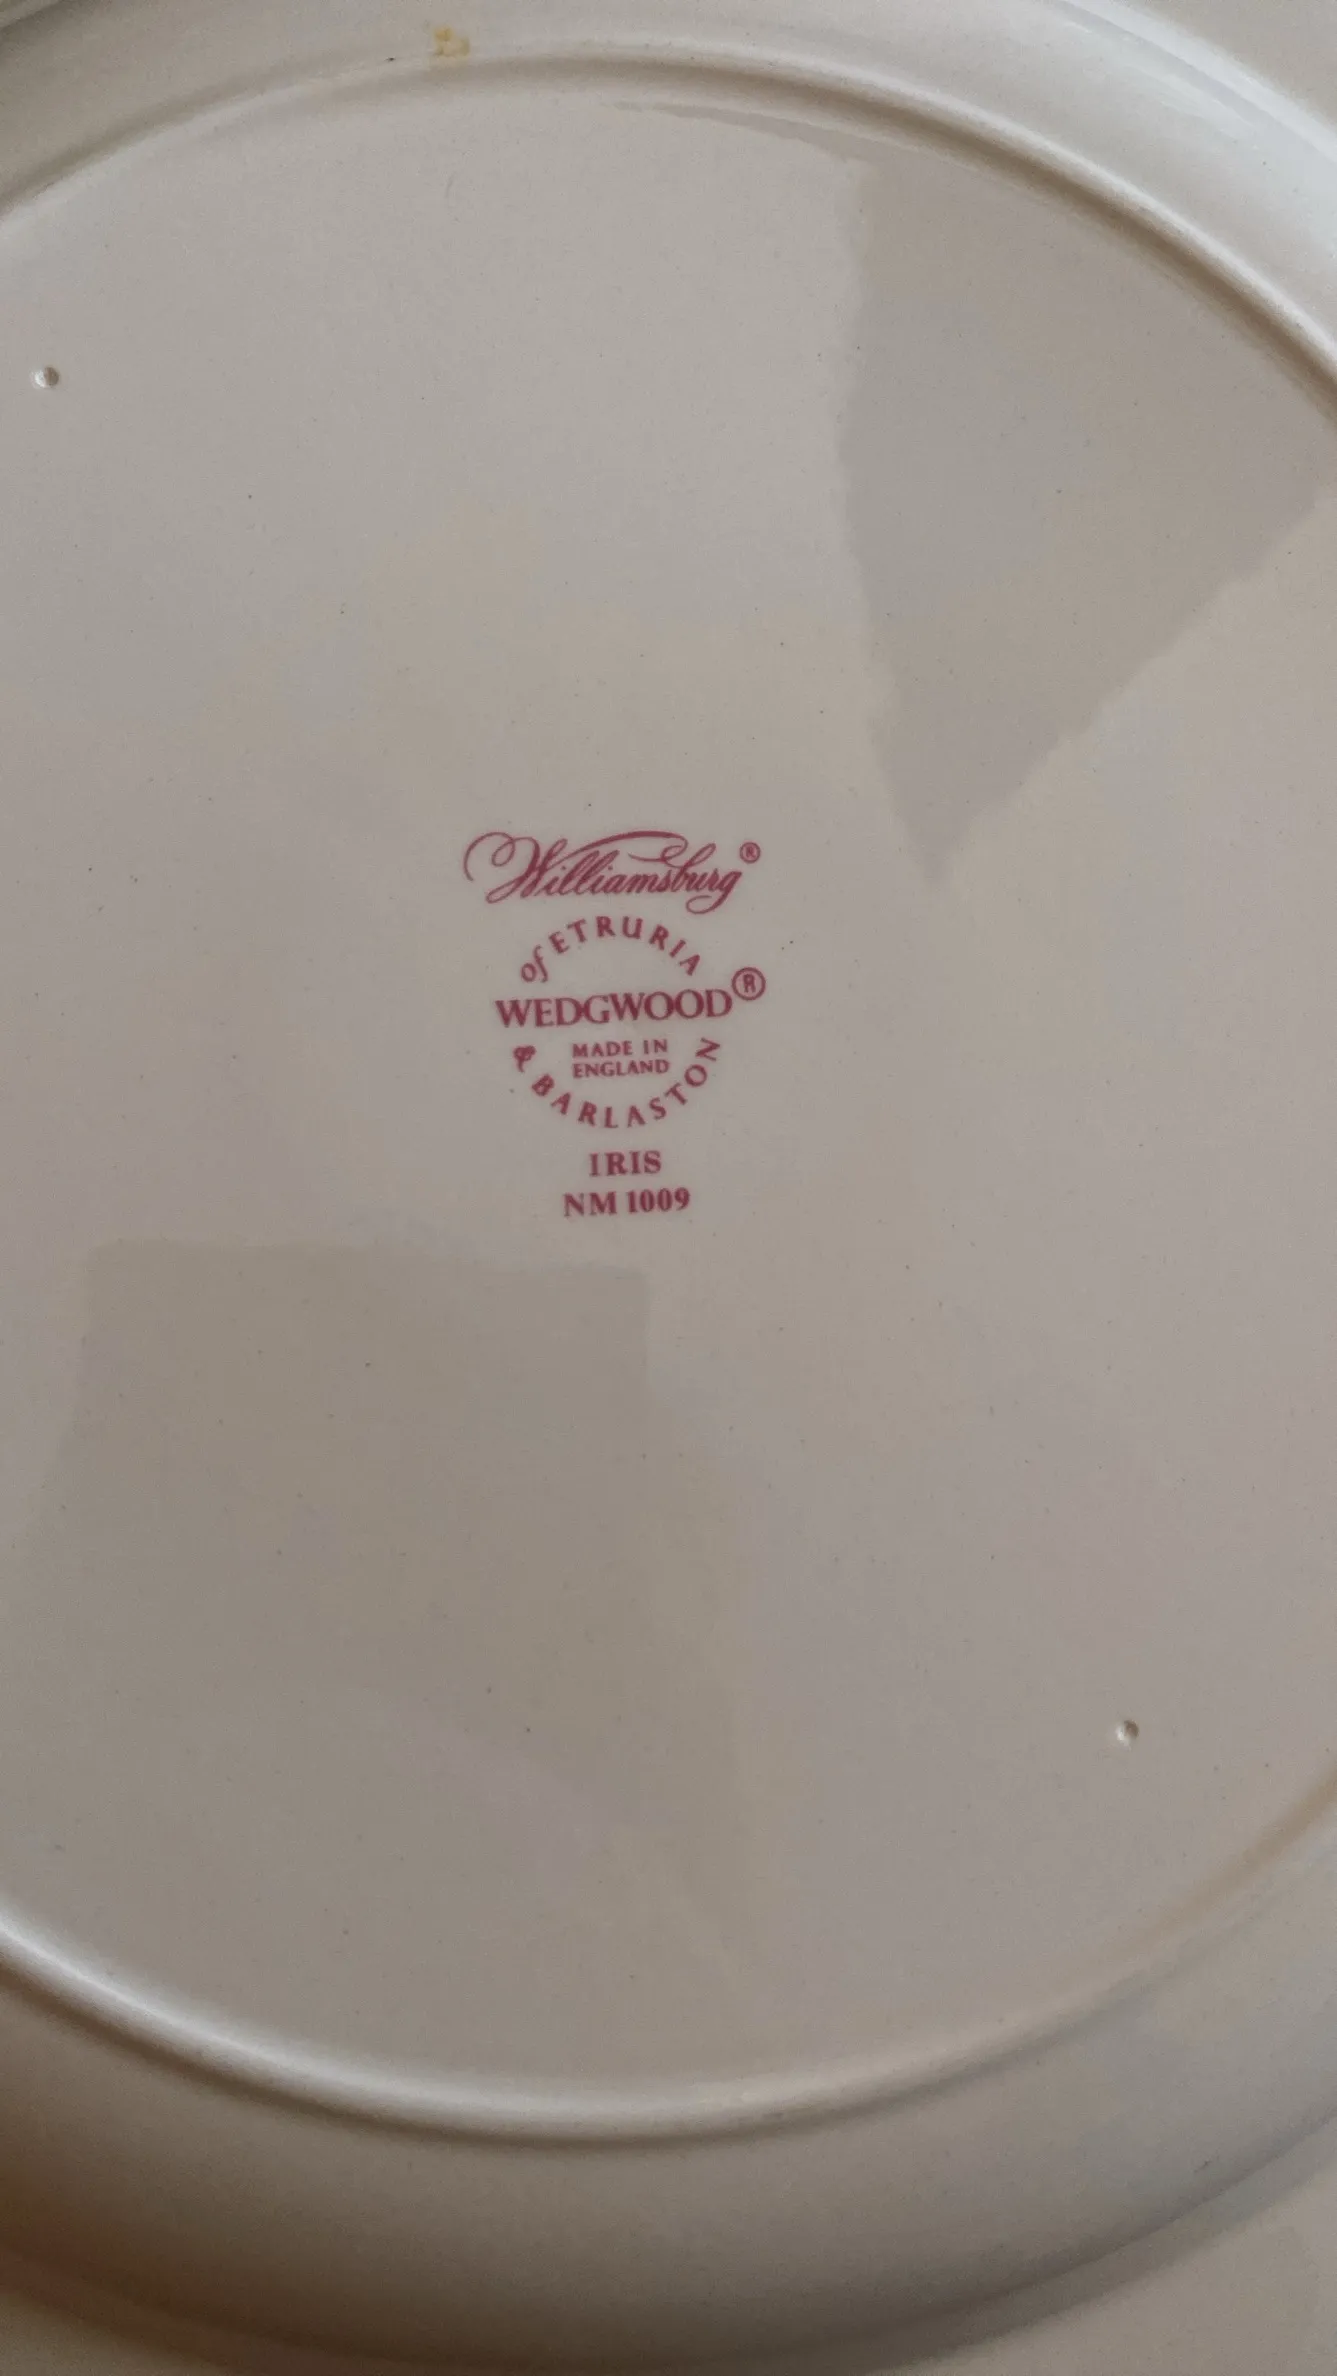 Williamsburg®
of ETRURIA
WEDGWOOD®
MADE IN
ENGLAND
& BARLASTON
IRIS
NM 1009